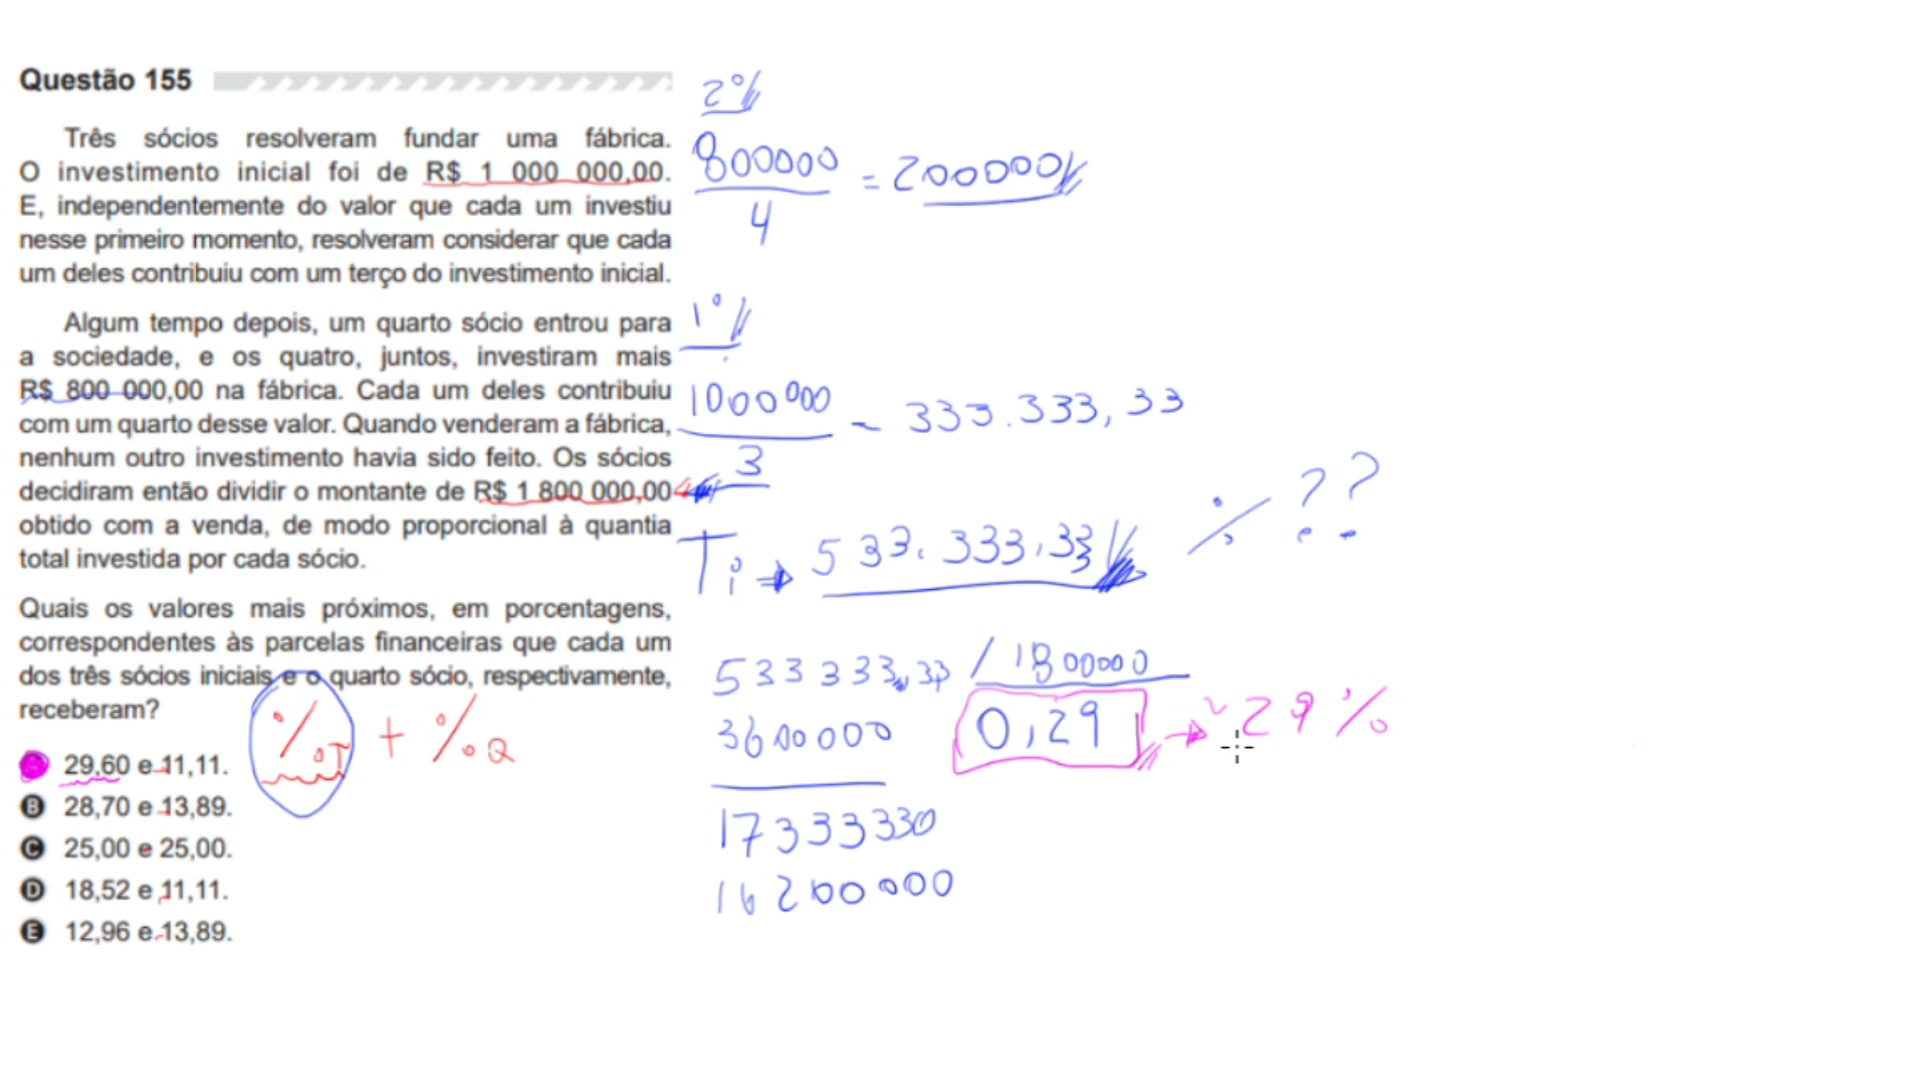 Questão 155
Três sócios resolveram fundar uma fábrica.
O investimento inicial foi de R$ 1 000 000,00.
E, independentemente do valor que cada um investiu
nesse primeiro momento, resolveram considerar que cada
um deles contribuiu com um terço do investimento inicial.
Algum tempo depois, um quarto sócio entrou para
a sociedade, e os quatro, juntos, investiram mais
R$ 800 000,00 na fábrica. Cada um deles contribuiu
com um quarto desse valor. Quando venderam a fábrica,
nenhum outro investimento havia sido feito. Os sócios
decidiram então dividir o montante de R$ 1 800 000,00
obtido com a venda, de modo proporcional à quantia
total investida por cada sócio.
Quais os valores mais próximos, em porcentagens,
correspondentes às parcelas financeiras que cada um
dos três sócios iniciais e o quarto sócio, respectivamente,
receberam?
29,60 e 11,11.
B 28,70 e 13,89.
C 25,00 e 25,00.
D 18,52 e 11,11.
E 12,96 e 13,89.
% T + % Q
2º
800000 = 200000
4
1º
1000000 - 333.333,33
3
Ti → 533.333,33 % ??
533333,33 / 1800000
3600000 0,29 → ~29%
17333330
16200000